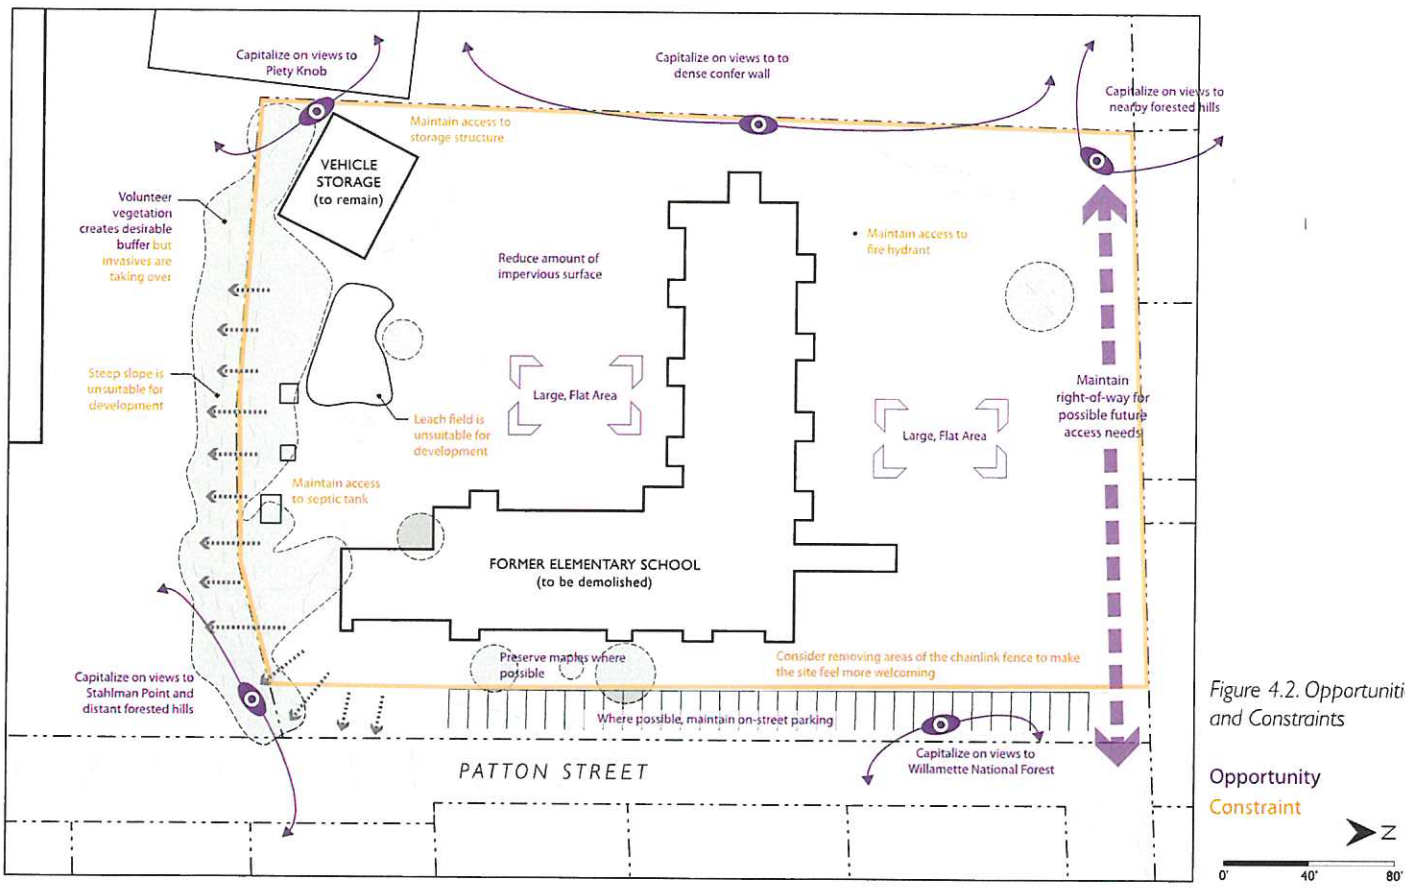 Capitalize on views to
Piety Knob
Capitalize on views to to
dense confer wall
Capitalize on views to
nearby forested hills
Maintain access to
storage structure
VEHICLE
STORAGE
(to remain)
Volunteer
vegetation
creates desirable
buffer but
invasives are
taking over
Maintain access to
fire hydrant
Reduce amount of
impervious surface
Steep slope is
unsuitable for
development
Large, Flat Area
Maintain
right-of-way for
possible future
access needs
Leach field is
unsuitable for
development
Large, Flat Area
Maintain access
to septic tank
FORMER ELEMENTARY SCHOOL
(to be demolished)
Preserve maples where
possible
Consider removing areas of the chainlink fence to make
the site feel more welcoming
Capitalize on views to
Stahlman Point and
distant forested hills
Where possible, maintain on-street parking
Capitalize on views to
Willamette National Forest
PATTON STREET
Figure 4.2. Opportuniti
and Constraints
Opportunity
Constraint
Z
0' 40' 80'